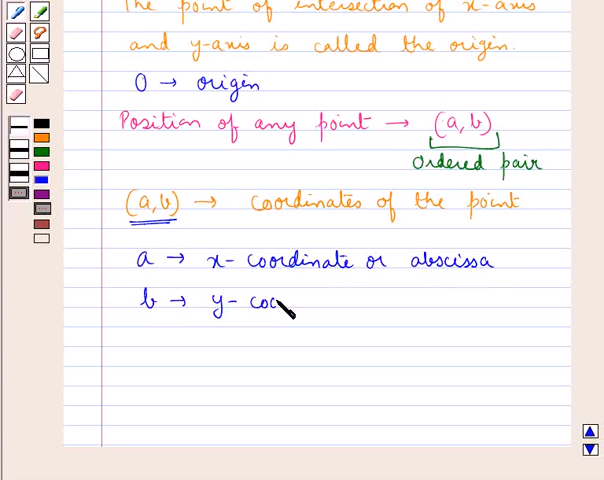 The point of intersection of x-axis
and y-axis is called the origin.
O → origin
Position of any point → (a, b)
Ordered pair
(a, b) → coordinates of the point
a → x- coordinate or abscissa
b → y- coo